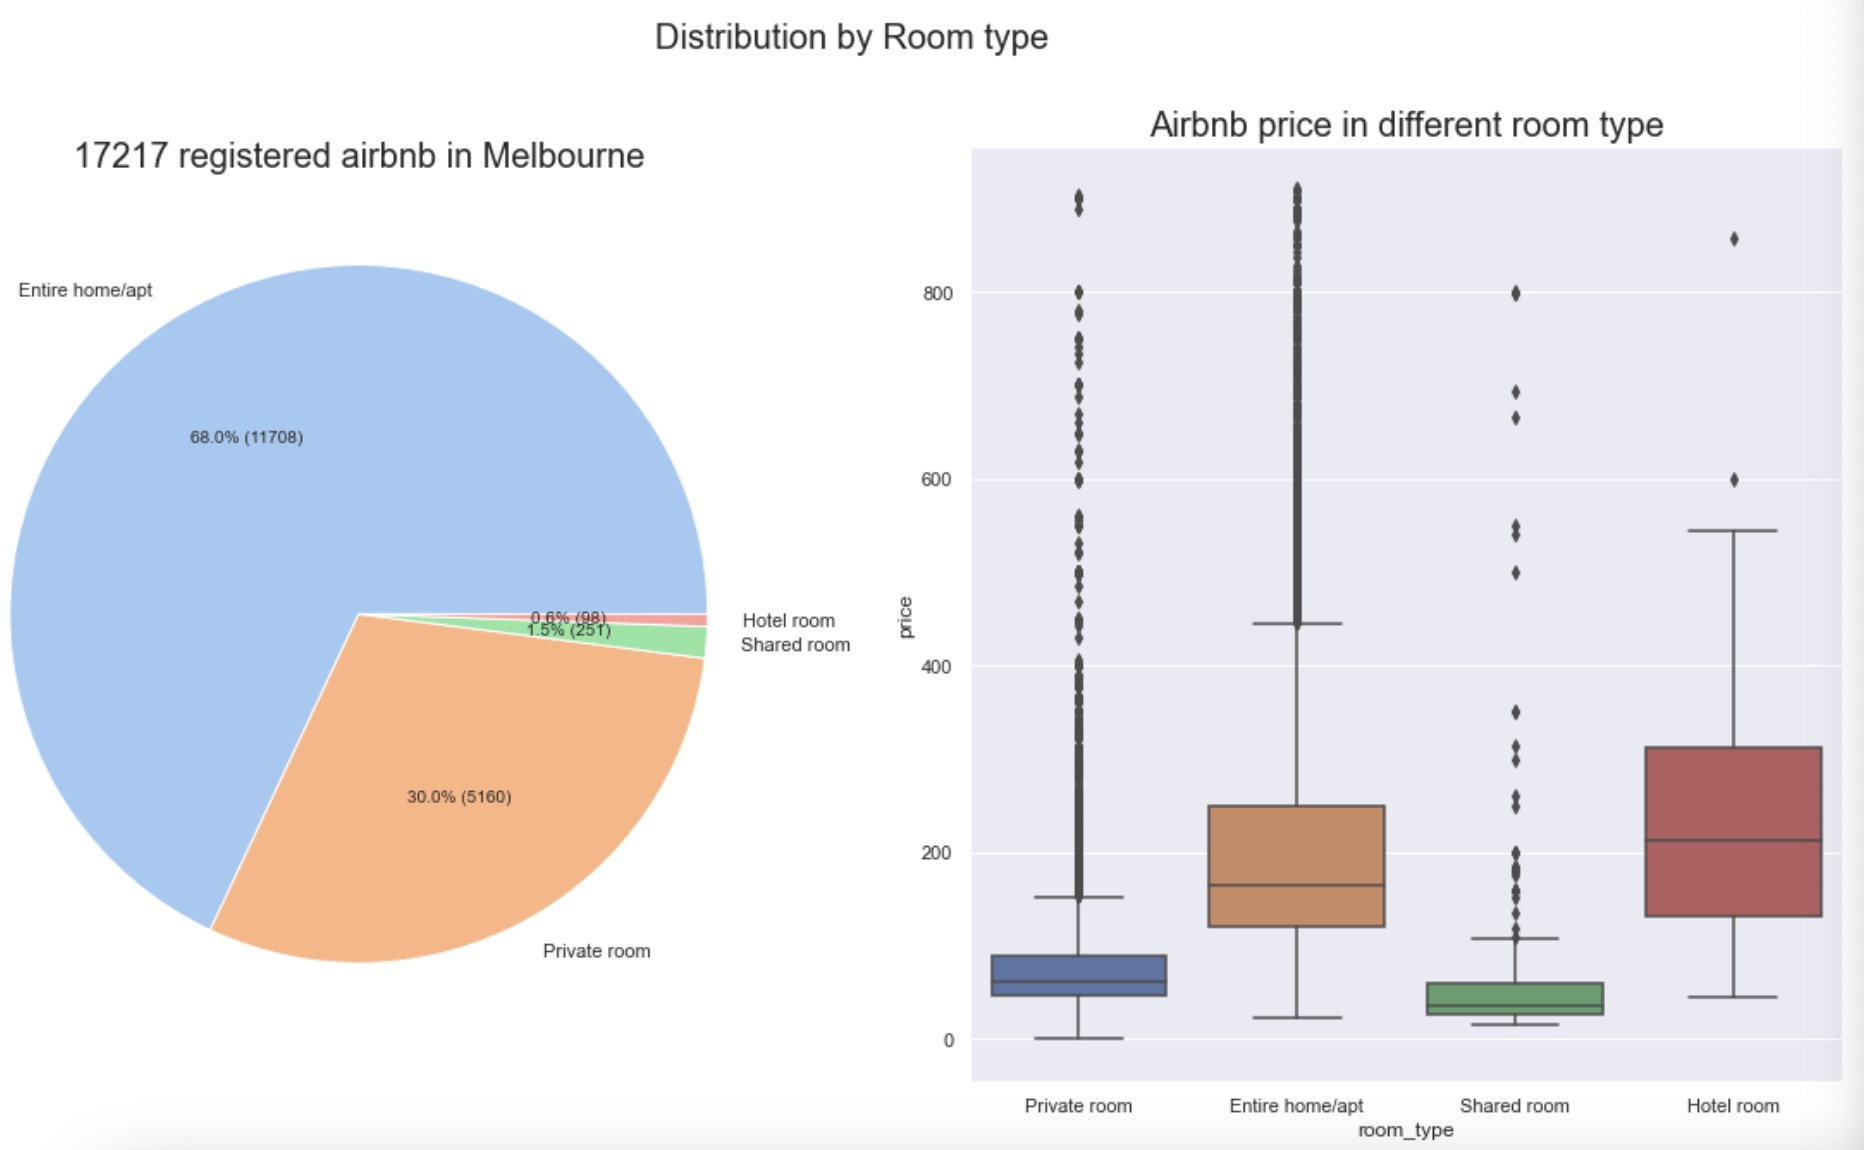 Distribution by Room type
17217 registered airbnb in Melbourne
Entire home/apt
68.0% (11708)
0.6% (98)
Hotel room
1.5% (251)
Shared room
30.0% (5160)
Private room
Airbnb price in different room type
800
600
400
200
0
price
Private room
Entire home/apt
Shared room
Hotel room
room_type